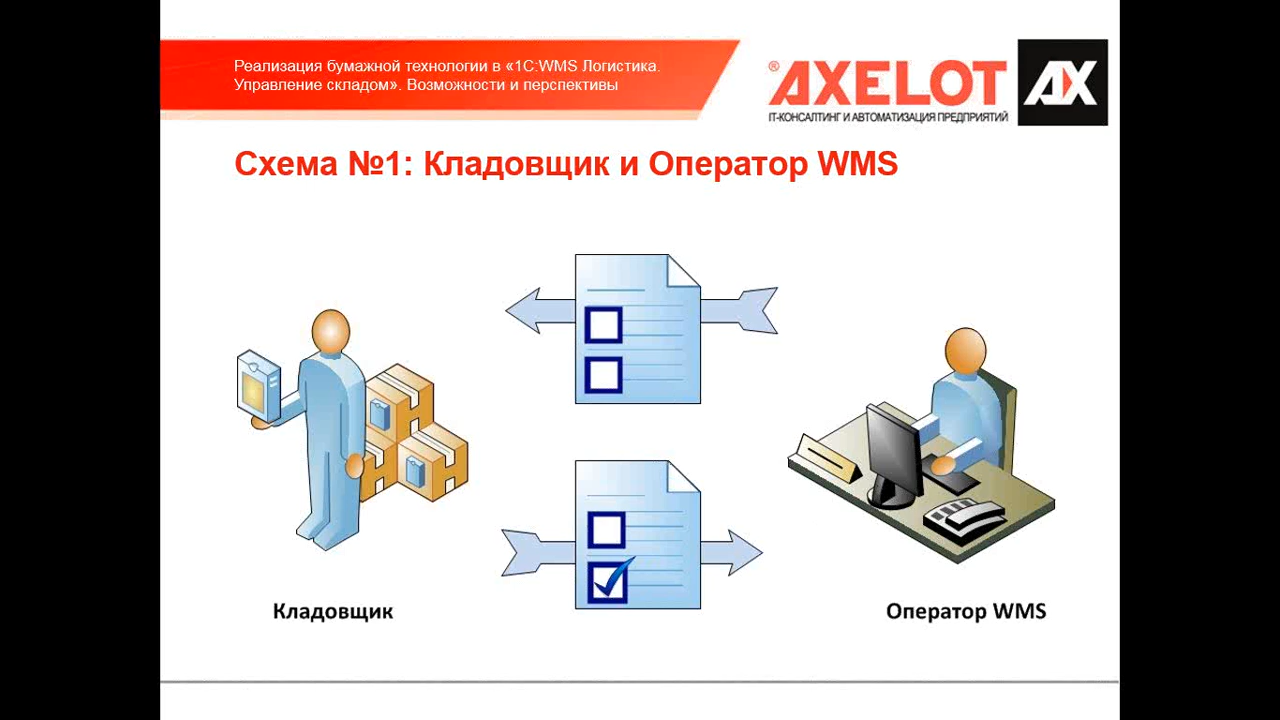 Реализация бумажной технологии в «1С:WMS Логистика.
Управление складом». Возможности и перспективы
®AXELOT AX
IT-КОНСАЛТИНГ И АВТОМАТИЗАЦИЯ ПРЕДПРИЯТИЙ
Схема №1: Кладовщик и Оператор WMS
Кладовщик
Оператор WMS